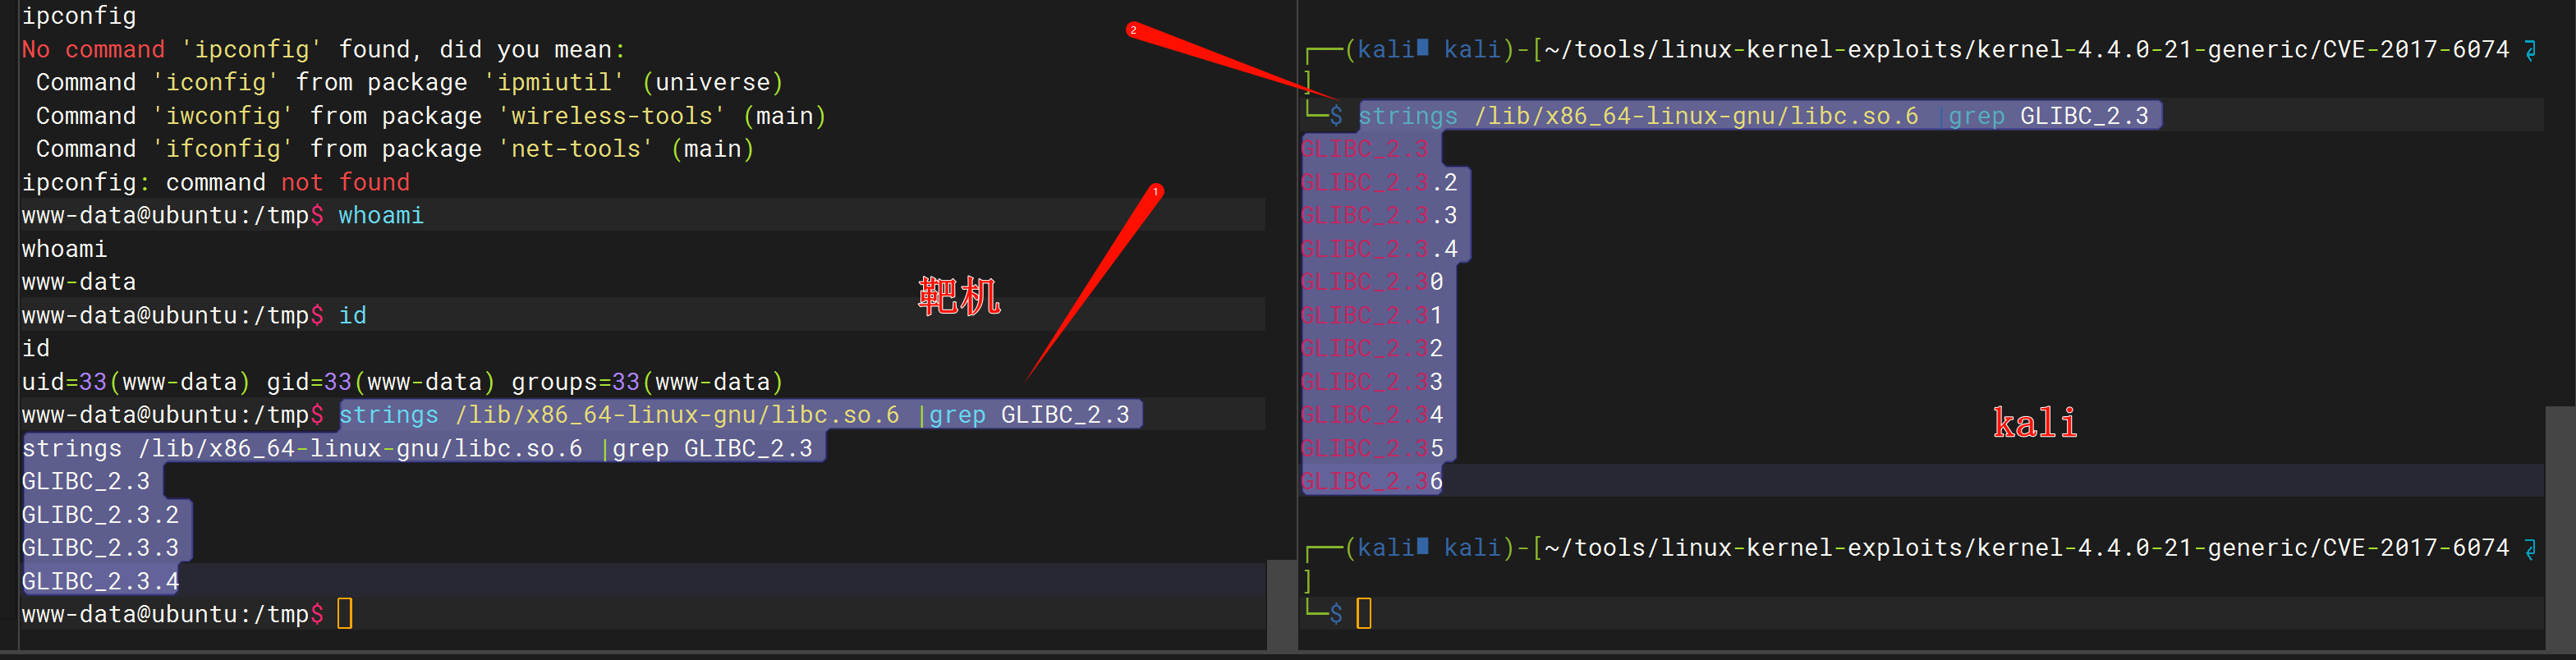 ipconfig
No command 'ipconfig' found, did you mean:
 Command 'iconfig' from package 'ipmiutil' (universe)
 Command 'iwconfig' from package 'wireless-tools' (main)
 Command 'ifconfig' from package 'net-tools' (main)
ipconfig: command not found
www-data@ubuntu:/tmp$ whoami
whoami
www-data
www-data@ubuntu:/tmp$ id
id
uid=33(www-data) gid=33(www-data) groups=33(www-data)
www-data@ubuntu:/tmp$ strings /lib/x86_64-linux-gnu/libc.so.6 |grep GLIBC_2.3
strings /lib/x86_64-linux-gnu/libc.so.6 |grep GLIBC_2.3
GLIBC_2.3
GLIBC_2.3.2
GLIBC_2.3.3
GLIBC_2.3.4
www-data@ubuntu:/tmp$
1
靶机
2
┌──(kali kali)-[~/tools/linux-kernel-exploits/kernel-4.4.0-21-generic/CVE-2017-6074
]
└─$ strings /lib/x86_64-linux-gnu/libc.so.6 |grep GLIBC_2.3
GLIBC_2.3
GLIBC_2.3.2
GLIBC_2.3.3
GLIBC_2.3.4
GLIBC_2.30
GLIBC_2.31
GLIBC_2.32
GLIBC_2.33
GLIBC_2.34
GLIBC_2.35
GLIBC_2.36
kali
┌──(kali kali)-[~/tools/linux-kernel-exploits/kernel-4.4.0-21-generic/CVE-2017-6074
]
└─$